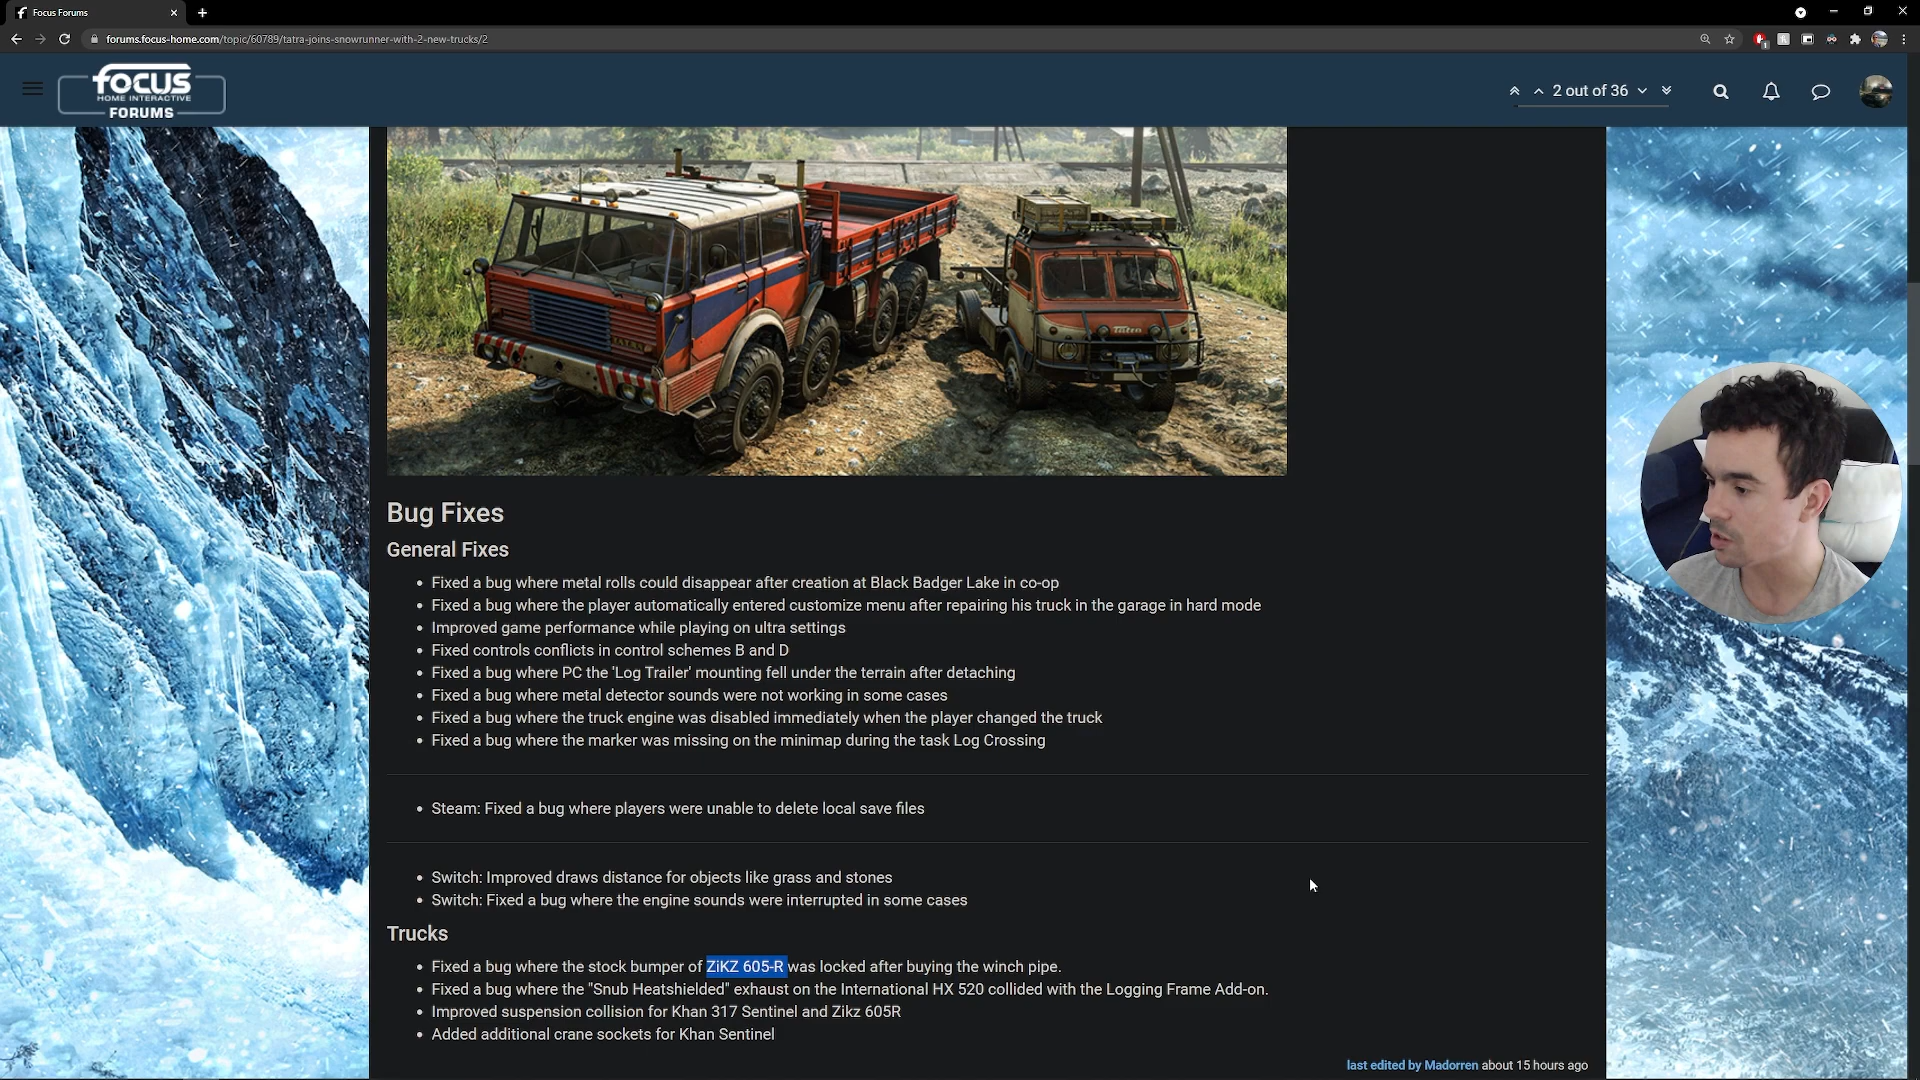 Focus Forums
forums.focus-home.com/topic/60789/tatra-joins-snowrunner-with-2-new-trucks/2
1
focus
HOME INTERACTIVE
FORUMS
2 out of 36
Tatra
TATRA
Bug Fixes
General Fixes
• Fixed a bug where metal rolls could disappear after creation at Black Badger Lake in co-op
• Fixed a bug where the player automatically entered customize menu after repairing his truck in the garage in hard mode
• Improved game performance while playing on ultra settings
• Fixed controls conflicts in control schemes B and D
• Fixed a bug where PC the 'Log Trailer' mounting fell under the terrain after detaching
• Fixed a bug where metal detector sounds were not working in some cases
• Fixed a bug where the truck engine was disabled immediately when the player changed the truck
• Fixed a bug where the marker was missing on the minimap during the task Log Crossing
• Steam: Fixed a bug where players were unable to delete local save files
• Switch: Improved draws distance for objects like grass and stones
• Switch: Fixed a bug where the engine sounds were interrupted in some cases
Trucks
• Fixed a bug where the stock bumper of ZiKZ 605-R was locked after buying the winch pipe.
• Fixed a bug where the "Snub Heatshielded" exhaust on the International HX 520 collided with the Logging Frame Add-on.
• Improved suspension collision for Khan 317 Sentinel and Zikz 605R
• Added additional crane sockets for Khan Sentinel
last edited by Madorren about 15 hours ago